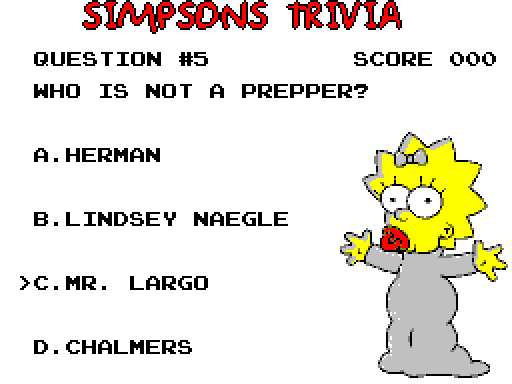 SIMPSONS TRIVIA
QUESTION #5 SCORE 000
WHO IS NOT A PREPPER?
A.HERMAN
B.LINDSEY NAEGLE
>C.MR. LARGO
D.CHALMERS